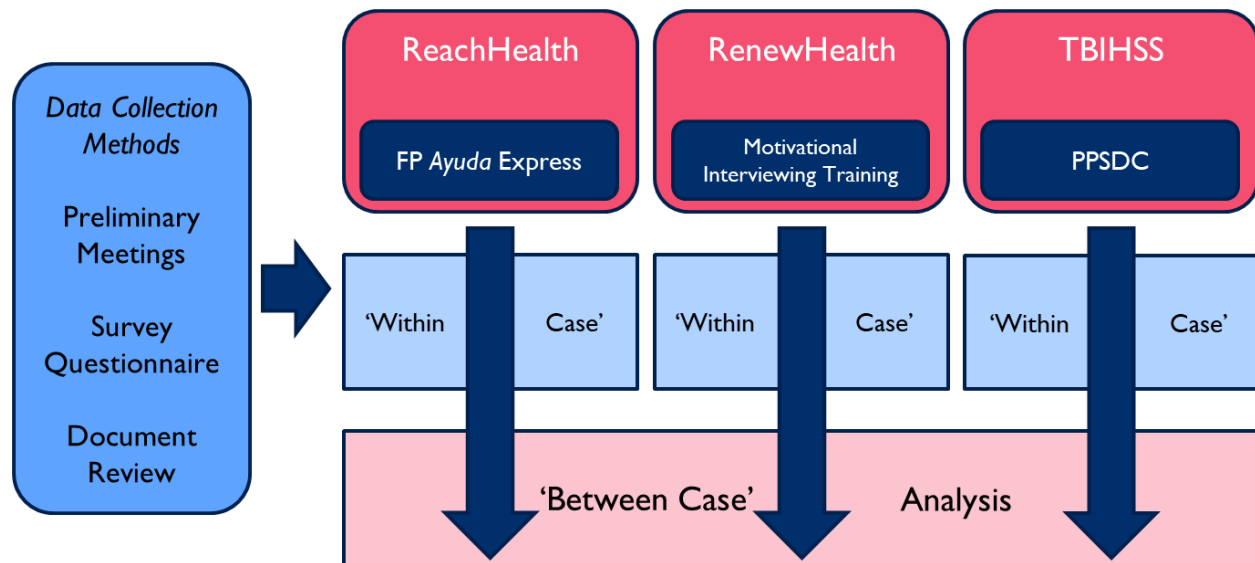 Data Collection
Methods
Preliminary
Meetings
Survey
Questionnaire
Document
Review
ReachHealth
FP Ayuda Express
RenewHealth
Motivational
Interviewing Training
TBIHSS
PPSDC
‘Within Case’
‘Within Case’
‘Within Case’
‘Between Case’ Analysis